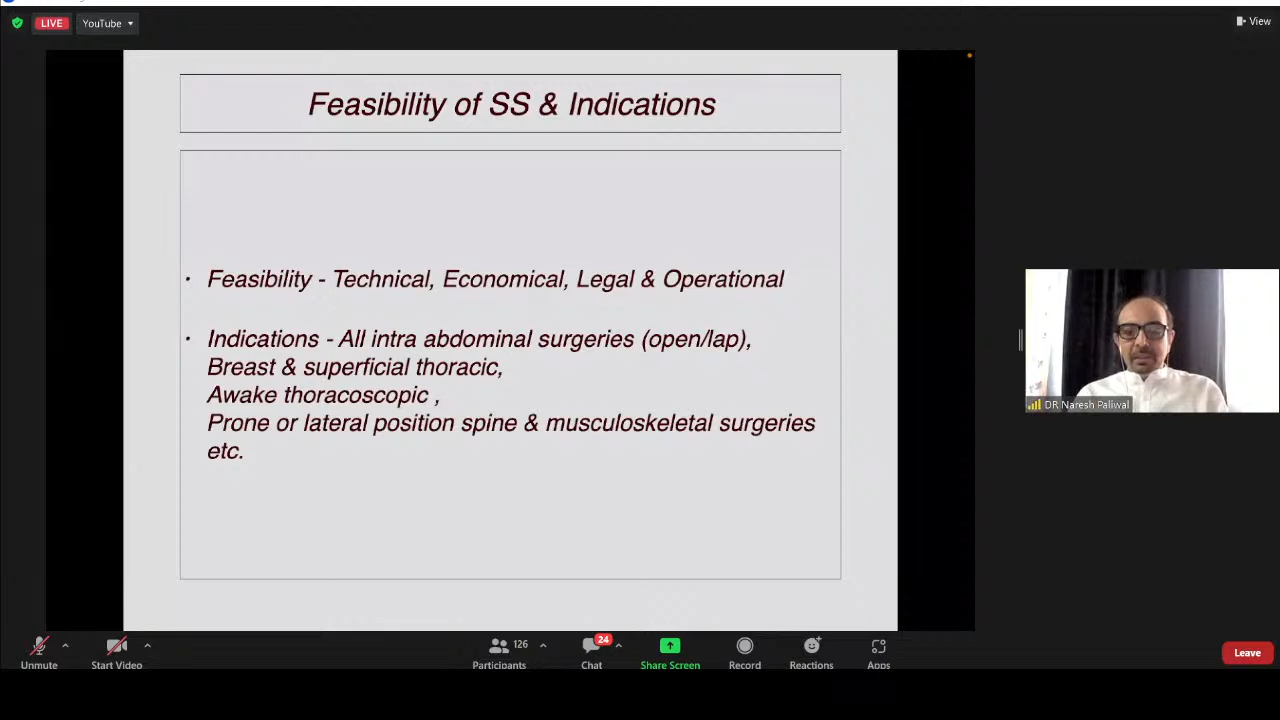 LIVE
YouTube
View
Feasibility of SS & Indications
· Feasibility - Technical, Economical, Legal & Operational
· Indications - All intra abdominal surgeries (open/lap),
Breast & superficial thoracic,
Awake thoracoscopic ,
Prone or lateral position spine & musculoskeletal surgeries
etc.
DR Naresh Paliwal
Unmute
Start Video
126
Participants
24
Chat
Share Screen
Record
Reactions
Apps
Leave